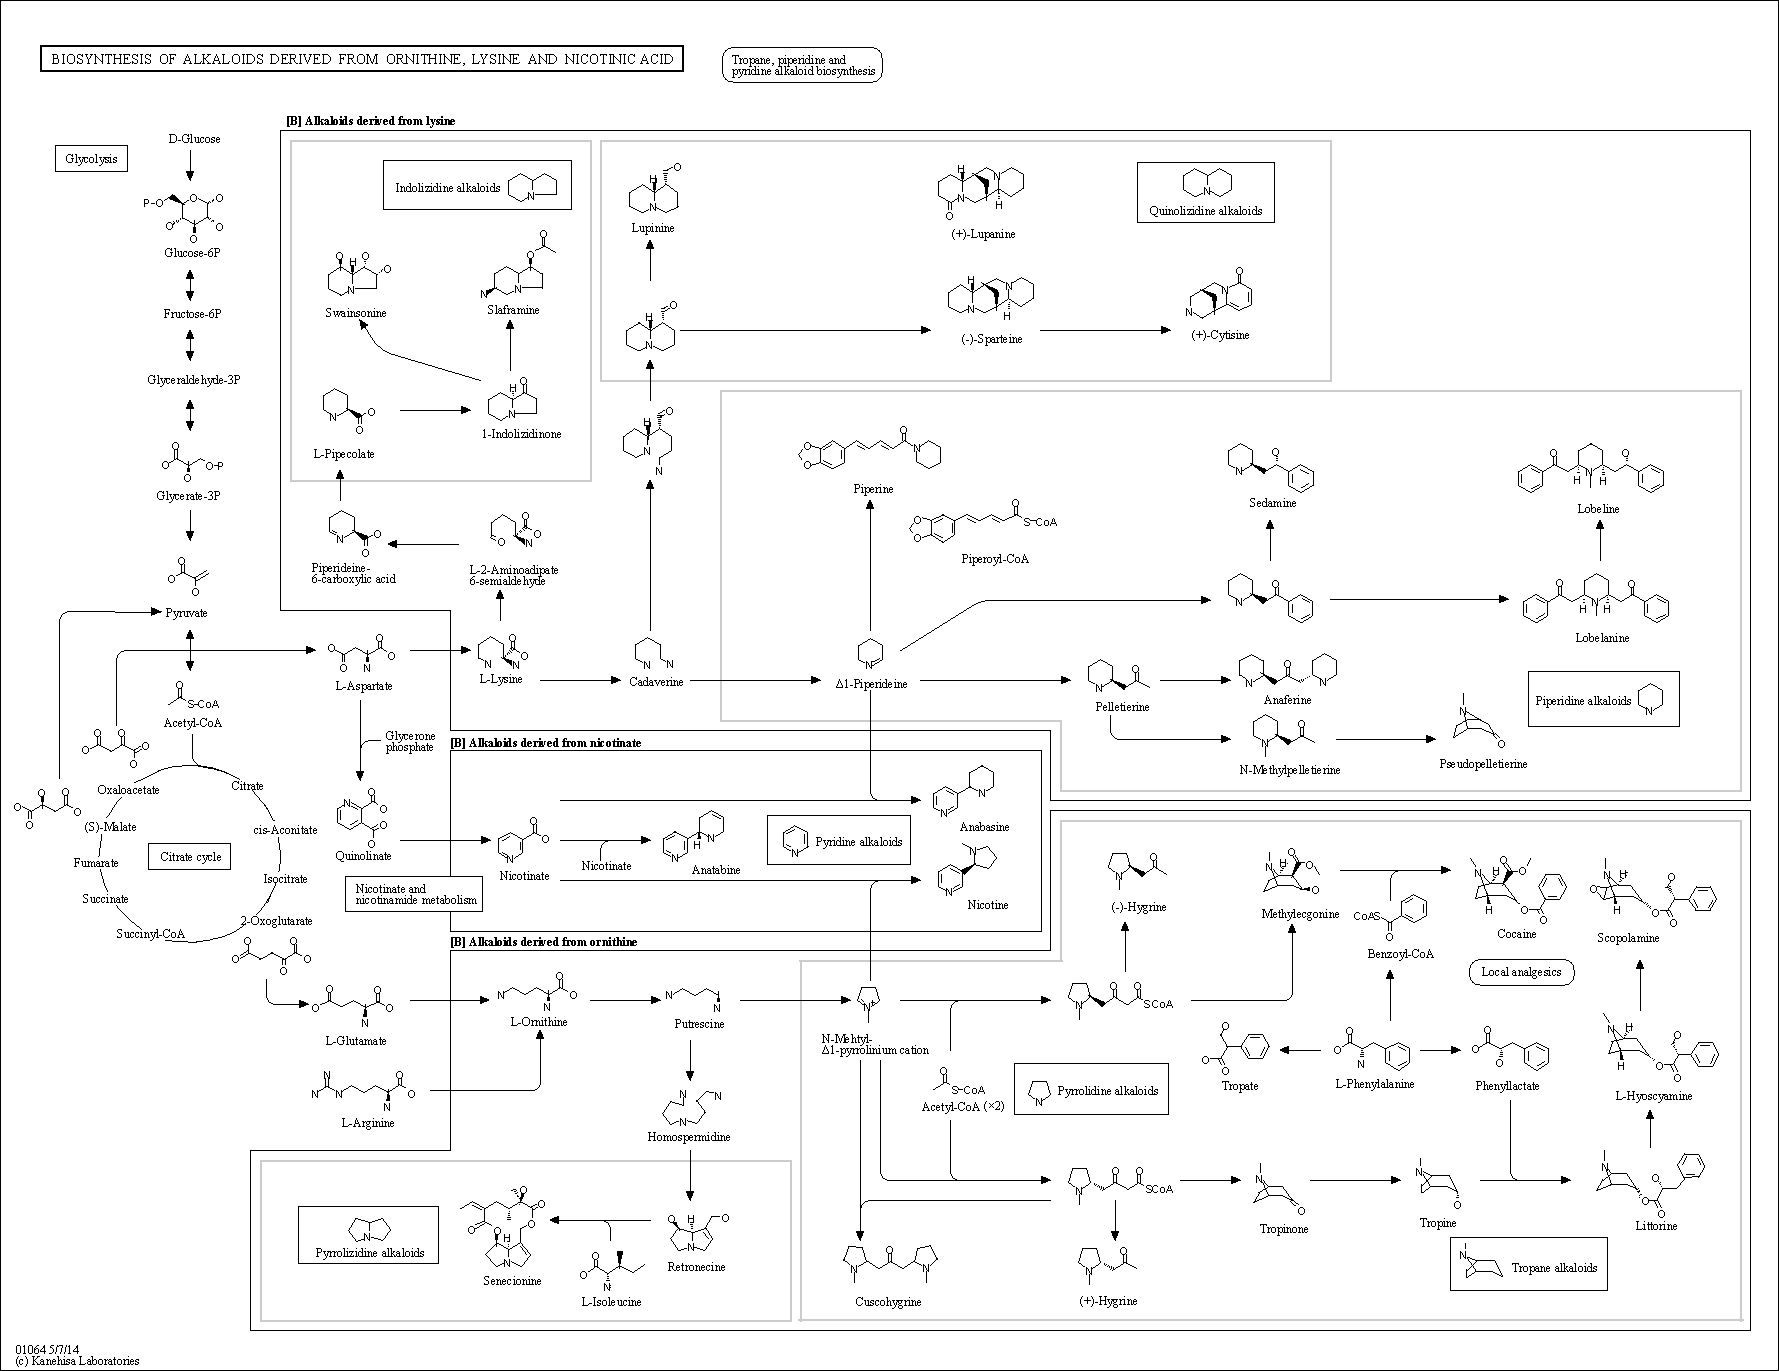 BIOSYNTHESIS OF ALKALOIDS DERIVED FROM ORNITHINE, LYSINE AND NICOTINIC ACID
Tropane, piperidine and
pyridine alkaloid biosynthesis
[B] Alkaloids derived from lysine
Glycolysis
D-Glucose
Glucose-6P
Fructose-6P
Glyceraldehyde-3P
Glycerate-3P
Pyruvate
Acetyl-CoA
Indolizidine alkaloids
Swainsonine
Slaframine
L-Pipecolate
1-Indolizidinone
Piperideine-
6-carboxylic acid
L-2-Aminoadipate
6-semialdehyde
Lupinine
(+)-Lupanine
Quinolizidine alkaloids
(-)-Sparteine
(+)-Cytisine
Piperine
Piperoyl-CoA
Sedamine
Lobeline
Lobelanine
L-Aspartate
L-Lysine
Cadaverine
Δ1-Piperideine
Pelletierine
Anaferine
Piperidine alkaloids
N-Methylpelletierine
Pseudopelletierine
Glycerone
phosphate
[B] Alkaloids derived from nicotinate
Oxaloacetate
Citrate
(S)-Malate
cis-Aconitate
Citrate cycle
Fumarate
Isocitrate
Succinate
2-Oxoglutarate
Succinyl-CoA
Quinolinate
Nicotinate and
nicotinamide metabolism
Nicotinate
Nicotinate
Anatabine
Pyridine alkaloids
Anabasine
Nicotine
[B] Alkaloids derived from ornithine
L-Glutamate
L-Ornithine
L-Arginine
Putrescine
Homospermidine
N-Mehtyl-
Δ1-pyrrolinium cation
Acetyl-CoA (×2)
Pyrrolidine alkaloids
(-)-Hygrine
Methylecgonine
Benzoyl-CoA
Cocaine
Scopolamine
Local analgesics
Tropate
L-Phenylalanine
Phenyllactate
L-Hyoscyamine
Tropinone
Tropine
Littorine
Tropane alkaloids
Cuscohygrine
(+)-Hygrine
Pyrrolizidine alkaloids
Senecionine
L-Isoleucine
Retronecine
01064 5/7/14
(c) Kanehisa Laboratories